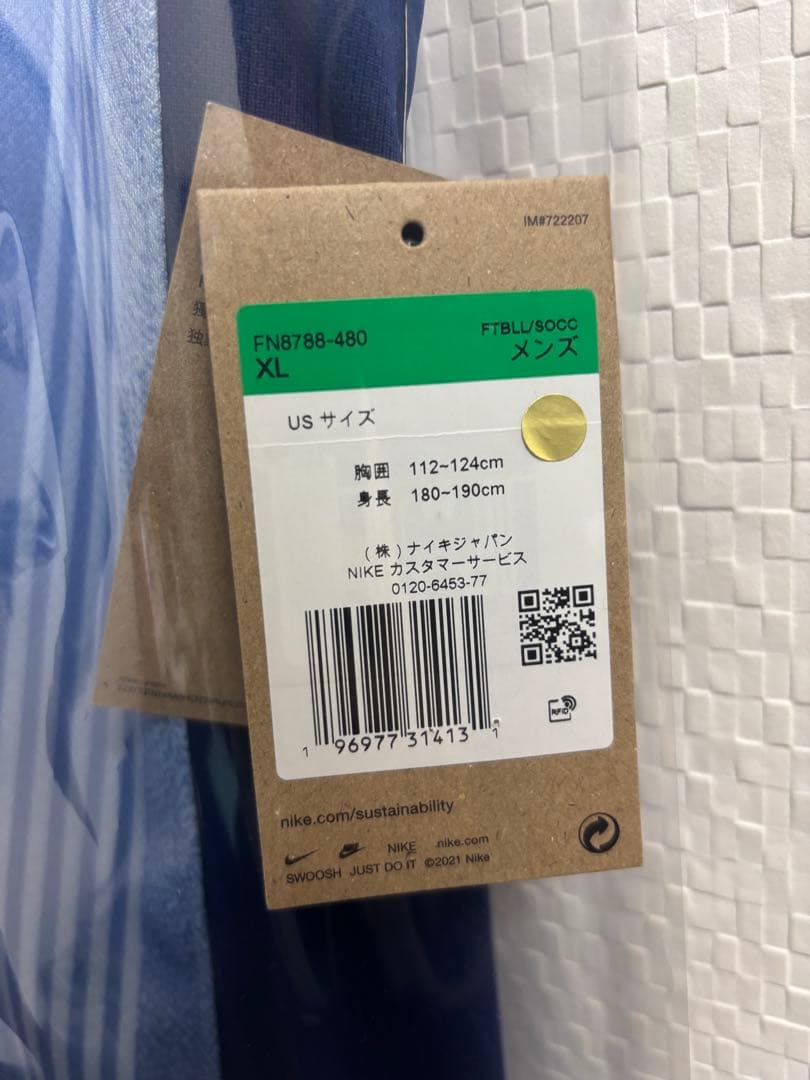 IM#722207
FN8788-480
XL
FTBLL/SOCC
メンズ
US サイズ
胸囲 112~124cm
身長 180~190cm
(株)ナイキジャパン
NIKE カスタマーサービス
0120-6453-77
RFID
1 96977 31413 1
nike.com/sustainability
NIKE nike.com
SWOOSH JUST DO IT ©2021 Nike